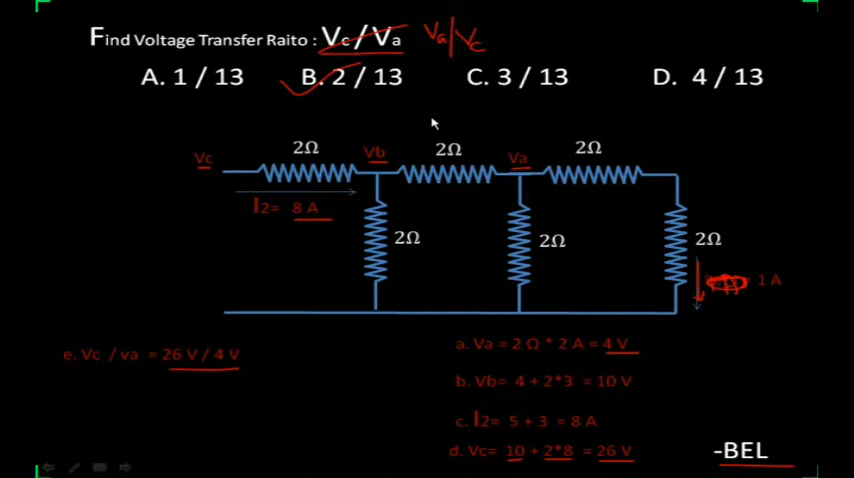 Find Voltage Transfer Raito : Vc / Va Va/Vc
A. 1 / 13 B. 2 / 13 C. 3 / 13 D. 4 / 13
Vc 2Ω Vb 2Ω Va 2Ω
I2= 8 A
2Ω 2Ω 2Ω
= 1 A
a. Va = 2 Ω * 2 A = 4 V
e. Vc / va = 26 V / 4 V
b. Vb= 4 + 2*3 = 10 V
c. I2= 5 + 3 = 8 A
d. Vc= 10 + 2*8 = 26 V
-BEL